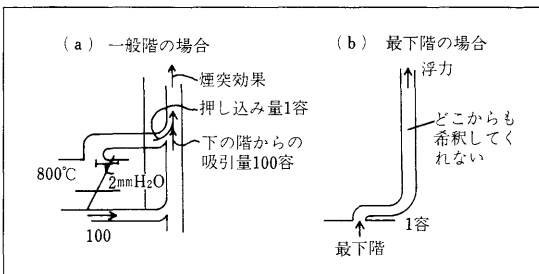 (a) 一般階の場合
煙突効果
押し込み量1容
下の階からの
吸引量100容
800℃
2mmH₂O
100
(b) 最下階の場合
浮力
どこからも
希釈してく
れない
1容
最下階